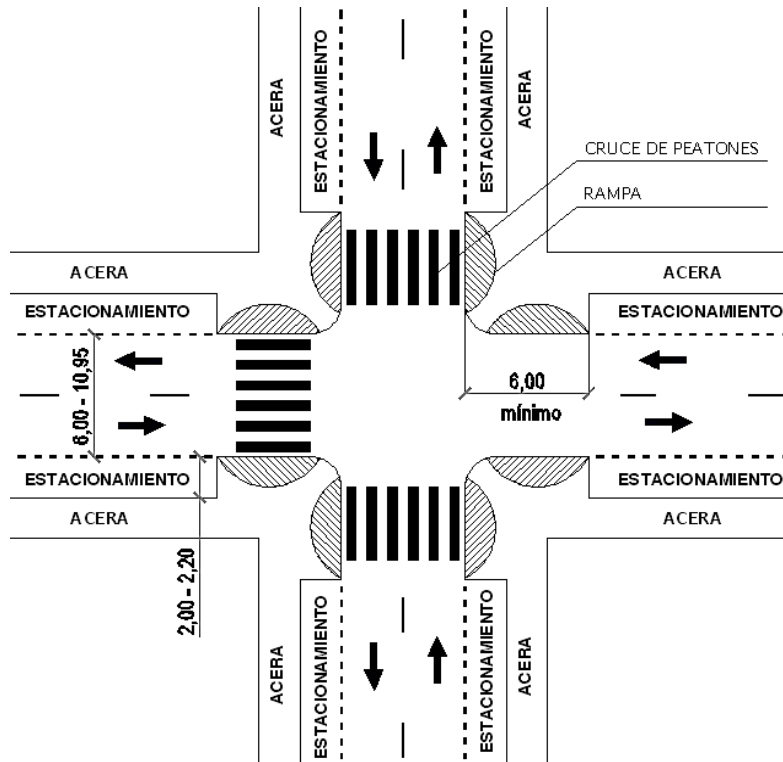 ACERA
ESTACIONAMIENTO
ESTACIONAMIENTO
ACERA
CRUCE DE PEATONES
RAMPA
ACERA
ACERA
ESTACIONAMIENTO
ESTACIONAMIENTO
6,00 - 10,95
6,00
mínimo
ESTACIONAMIENTO
ESTACIONAMIENTO
ACERA
ACERA
2,00 - 2,20
ACERA
ESTACIONAMIENTO
ESTACIONAMIENTO
ACERA